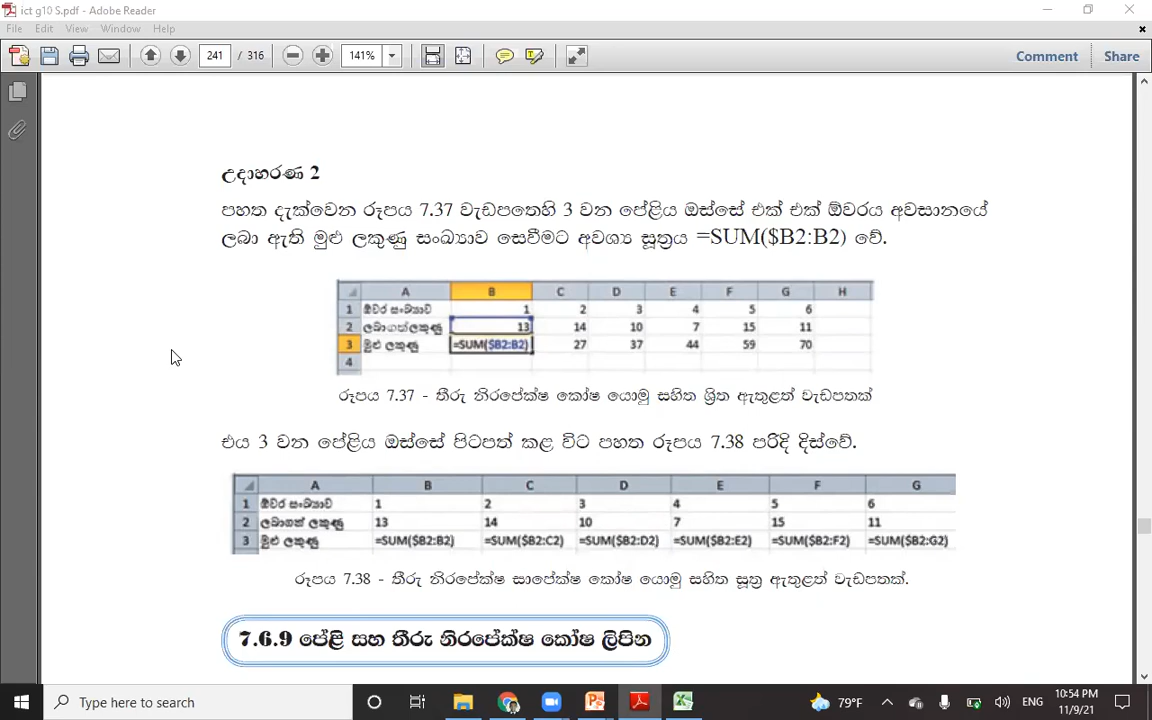 ict g10 S.pdf - Adobe Reader
File Edit View Window Help
241 / 316 141% Comment Share
උදාහරණ 2
පහත දැක්වෙන රූපය 7.37 වැඩපතෙහි 3 වන පේළිය ඔස්සේ එක් එක් ඕවරය අවසානයේ
ලබා ඇති මුළු ලකුණු සංඛ්‍යාව සෙවීමට අවශ්‍ය සූත්‍රය =SUM($B2:B2) වේ.
A B C D E F G H
1 ඕවර සංඛ්‍යාව 1 2 3 4 5 6
2 ලබාගත්ලකුණු 13 14 10 7 15 11
3 මුළු ලකුණු =SUM($B2:B2) 27 37 44 59 70
4
රූපය 7.37 - තීරු නිරපේක්ෂ කෝෂ යොමු සහිත ශ්‍රිත ඇතුළත් වැඩපතක්
එය 3 වන පේළිය ඔස්සේ පිටපත් කළ විට පහත රූපය 7.38 පරිදි දිස්වේ.
A B C D E F G
1 ඕවර සංඛ්‍යාව 1 2 3 4 5 6
2 ලබාගත් ලකුණු 13 14 10 7 15 11
3 මුළු ලකුණු =SUM($B2:B2) =SUM($B2:C2) =SUM($B2:D2) =SUM($B2:E2) =SUM($B2:F2) =SUM($B2:G2)
රූපය 7.38 - තීරු නිරපේක්ෂ සාපේක්ෂ කෝෂ යොමු සහිත සූත්‍ර ඇතුළත් වැඩපතක්.
7.6.9 පේළි සහ තීරු නිරපේක්ෂ කෝෂ ලිපින
Type here to search 79°F ENG 10:54 PM
11/9/21